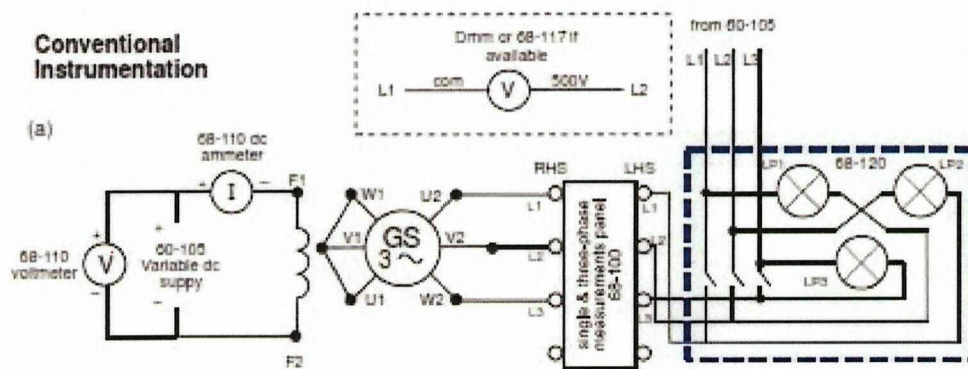 Conventional
Instrumentation
(a)
Dmm or 68-117 if
available
L1 com V 500V L2
from 60-105
L1 L2 L3
68-110 dc
ammeter
+ I −
F1
+
68-110
voltmeter
V
−
+
60-105
Variable dc
suppy
−
F2
W1
U2
V1
GS
3 ~
V2
U1
W2
RHS
LHS
L1
L2
L3
single & three-phase
measurements panel
68-100
L1
L2
L3
LP1
68-120
LP2
LP3